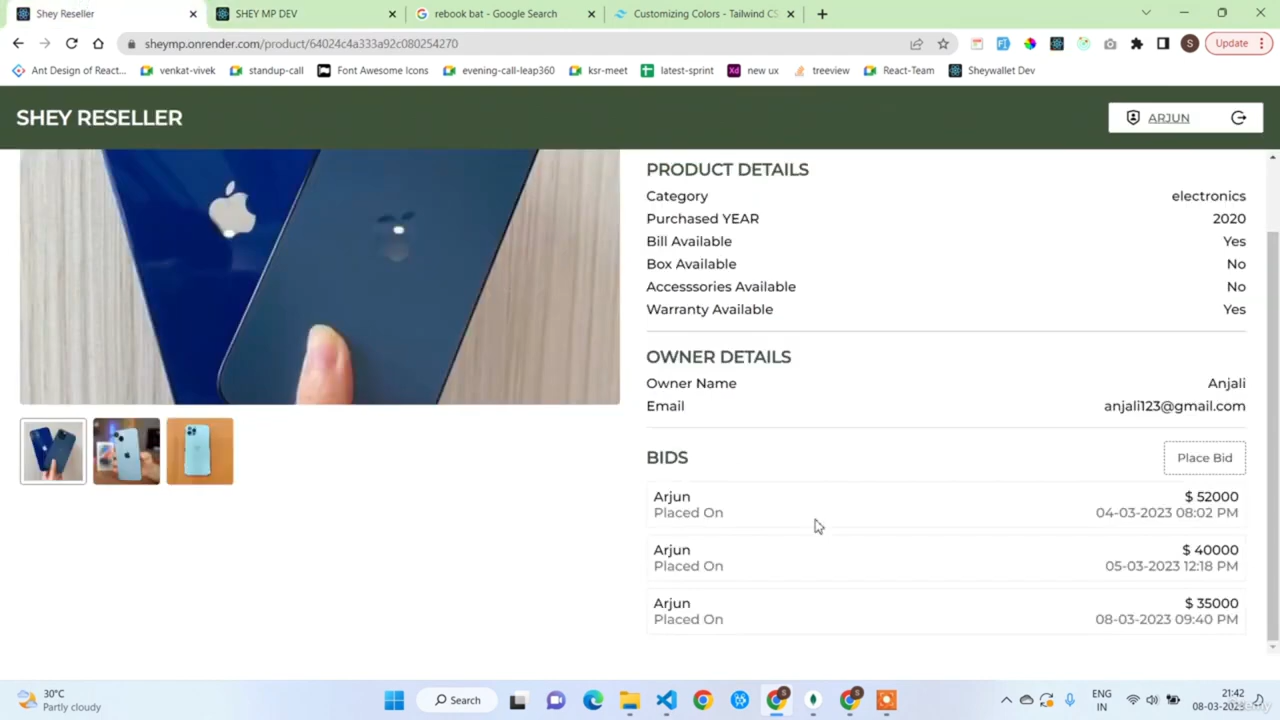 Shey Reseller
SHEY MP DEV
rebook bat - Google Search
Customizing Colors - Tailwind CS
sheymp.onrender.com/product/64024c4a333a92c080254270
S
Update
Ant Design of React...
venkat-vivek
standup-call
Font Awesome Icons
evening-call-leap360
ksr-meet
latest-sprint
Xd
new ux
treeview
React-Team
Sheywallet Dev
SHEY RESELLER
ARJUN
PRODUCT DETAILS
Category electronics
Purchased YEAR 2020
Bill Available Yes
Box Available No
Accesssories Available No
Warranty Available Yes
OWNER DETAILS
Owner Name Anjali
Email anjali123@gmail.com
BIDS Place Bid
Arjun $ 52000
Placed On 04-03-2023 08:02 PM
Arjun $ 40000
Placed On 05-03-2023 12:18 PM
Arjun $ 35000
Placed On 08-03-2023 09:40 PM
30°C
Partly cloudy
Search
ENG
IN
21:42
08-03-2023